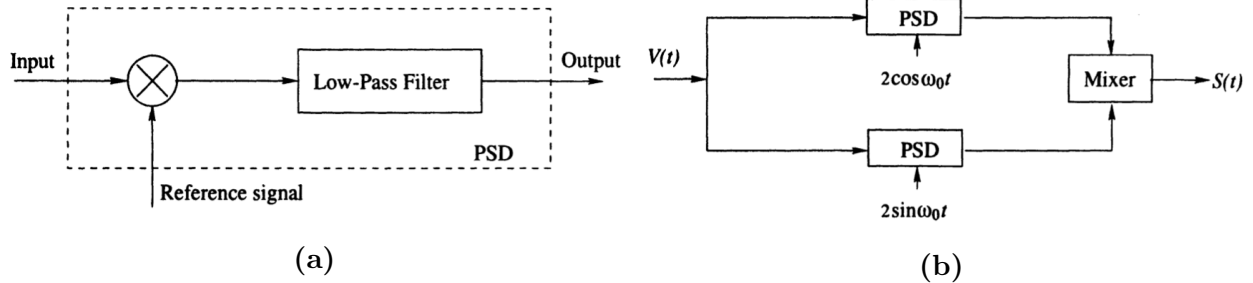 Input
Low-Pass Filter
Output
PSD
Reference signal
(a)
V(t)
PSD
2cosω₀t
Mixer
S(t)
PSD
2sinω₀t
(b)